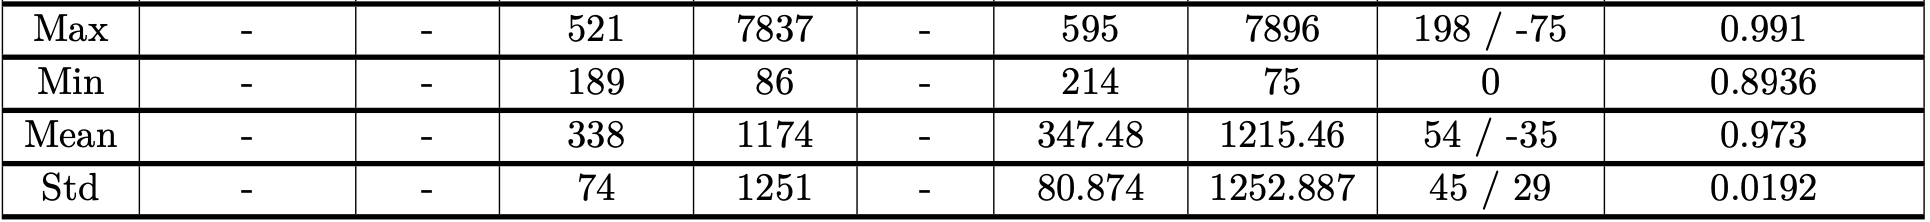 Max - - 521 7837 - 595 7896 198 / -75 0.991
Min - - 189 86 - 214 75 0 0.8936
Mean - - 338 1174 - 347.48 1215.46 54 / -35 0.973
Std - - 74 1251 - 80.874 1252.887 45 / 29 0.0192